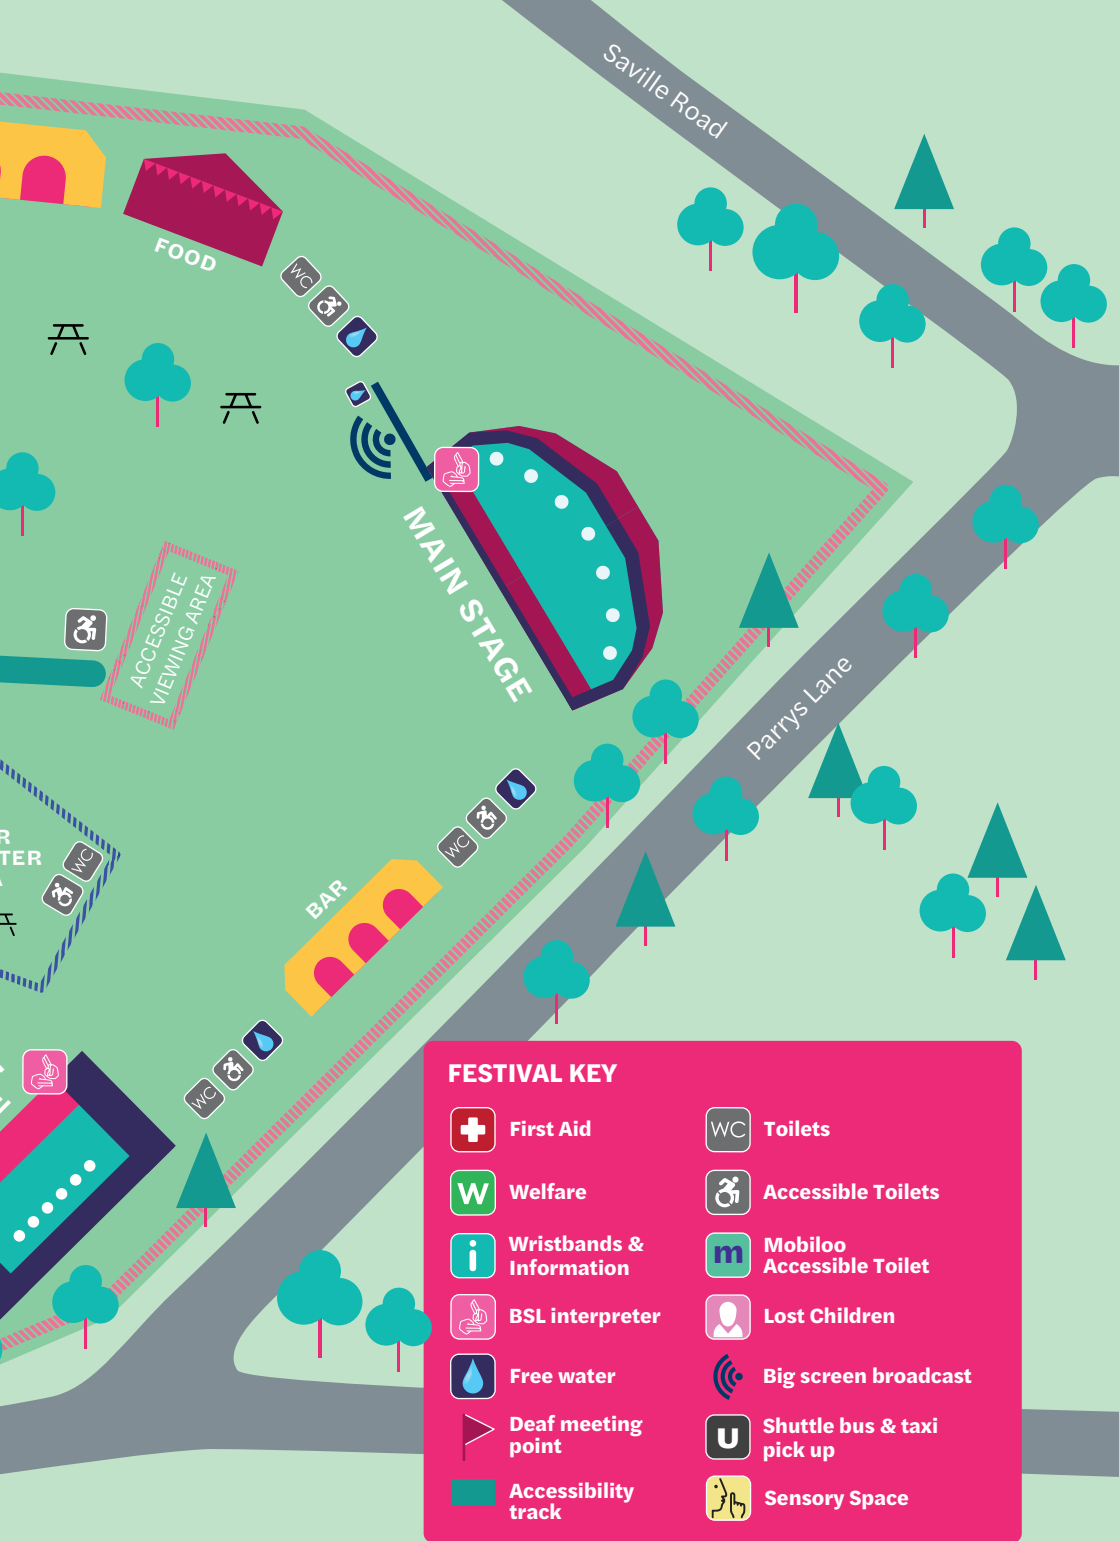 Saville Road
FOOD
WC
MAIN STAGE
ACCESSIBLE
VIEWING AREA
Parrys Lane
R
TER
WC
WC
BAR
WC
FESTIVAL KEY
First Aid
WC
Toilets
W
Welfare
Accessible Toilets
i
Wristbands &
Information
m
Mobiloo
Accessible Toilet
BSL interpreter
Lost Children
Free water
Big screen broadcast
Deaf meeting
point
U
Shuttle bus & taxi
pick up
Accessibility
track
Sensory Space